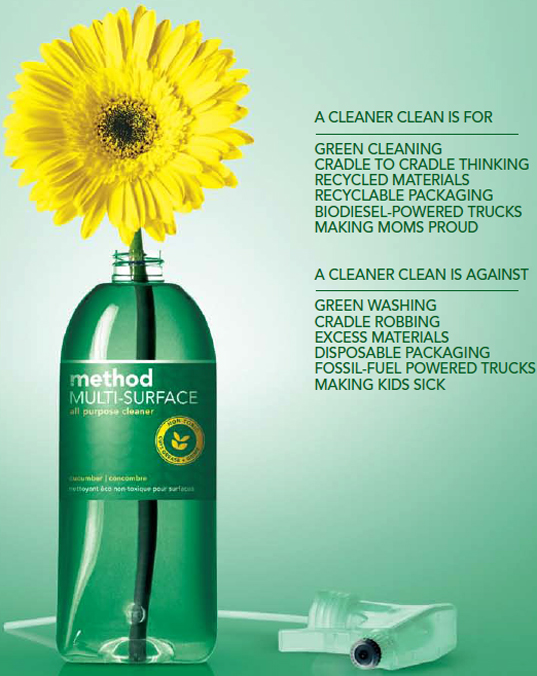 A CLEANER CLEAN IS FOR
GREEN CLEANING
CRADLE TO CRADLE THINKING
RECYCLED MATERIALS
RECYCLABLE PACKAGING
BIODIESEL-POWERED TRUCKS
MAKING MOMS PROUD
A CLEANER CLEAN IS AGAINST
GREEN WASHING
CRADLE ROBBING
EXCESS MATERIALS
DISPOSABLE PACKAGING
FOSSIL-FUEL POWERED TRUCKS
MAKING KIDS SICK
method
MULTI-SURFACE
all purpose cleaner
NON-TOXIC
cucumber | concombre
nettoyant éco non-toxique pour surfaces